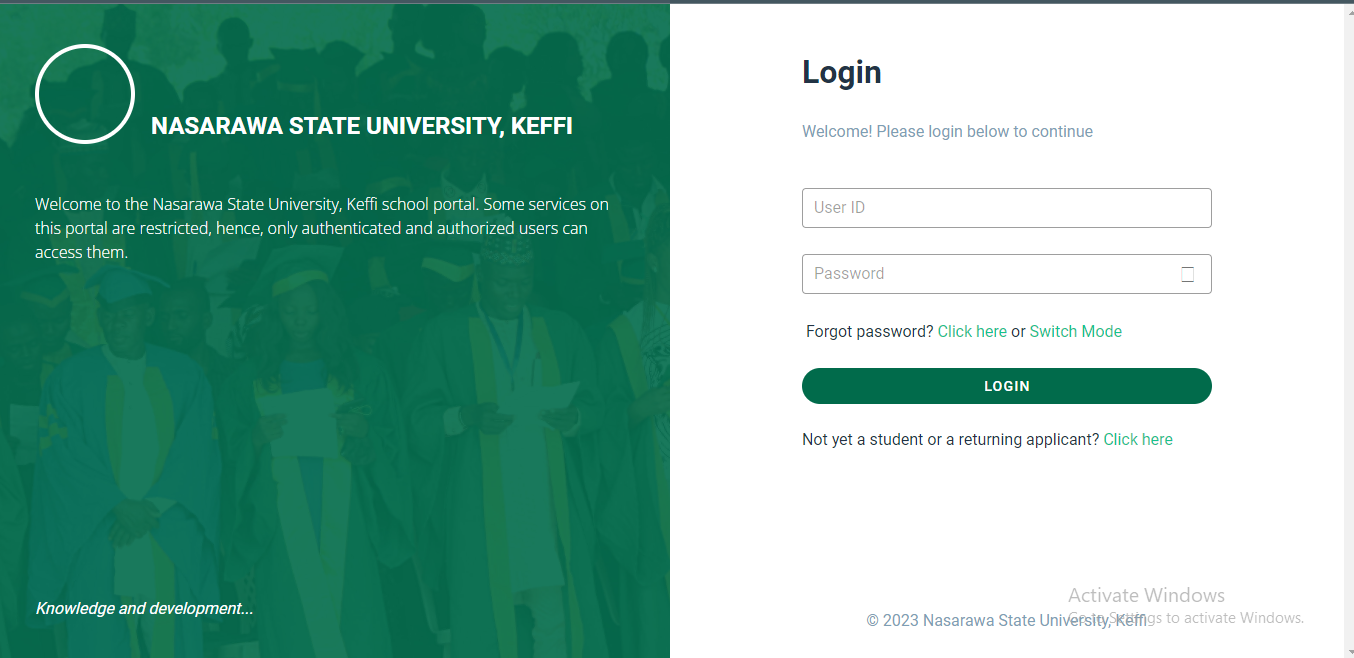 NASARAWA STATE UNIVERSITY, KEFFI
Welcome to the Nasarawa State University, Keffi school portal. Some services on
this portal are restricted, hence, only authenticated and authorized users can
access them.
Knowledge and development...
Login
Welcome! Please login below to continue
User ID
Password
Forgot password? Click here or Switch Mode
LOGIN
Not yet a student or a returning applicant? Click here
Activate Windows
Go to Settings to activate Windows.
© 2023 Nasarawa State University, Keffi